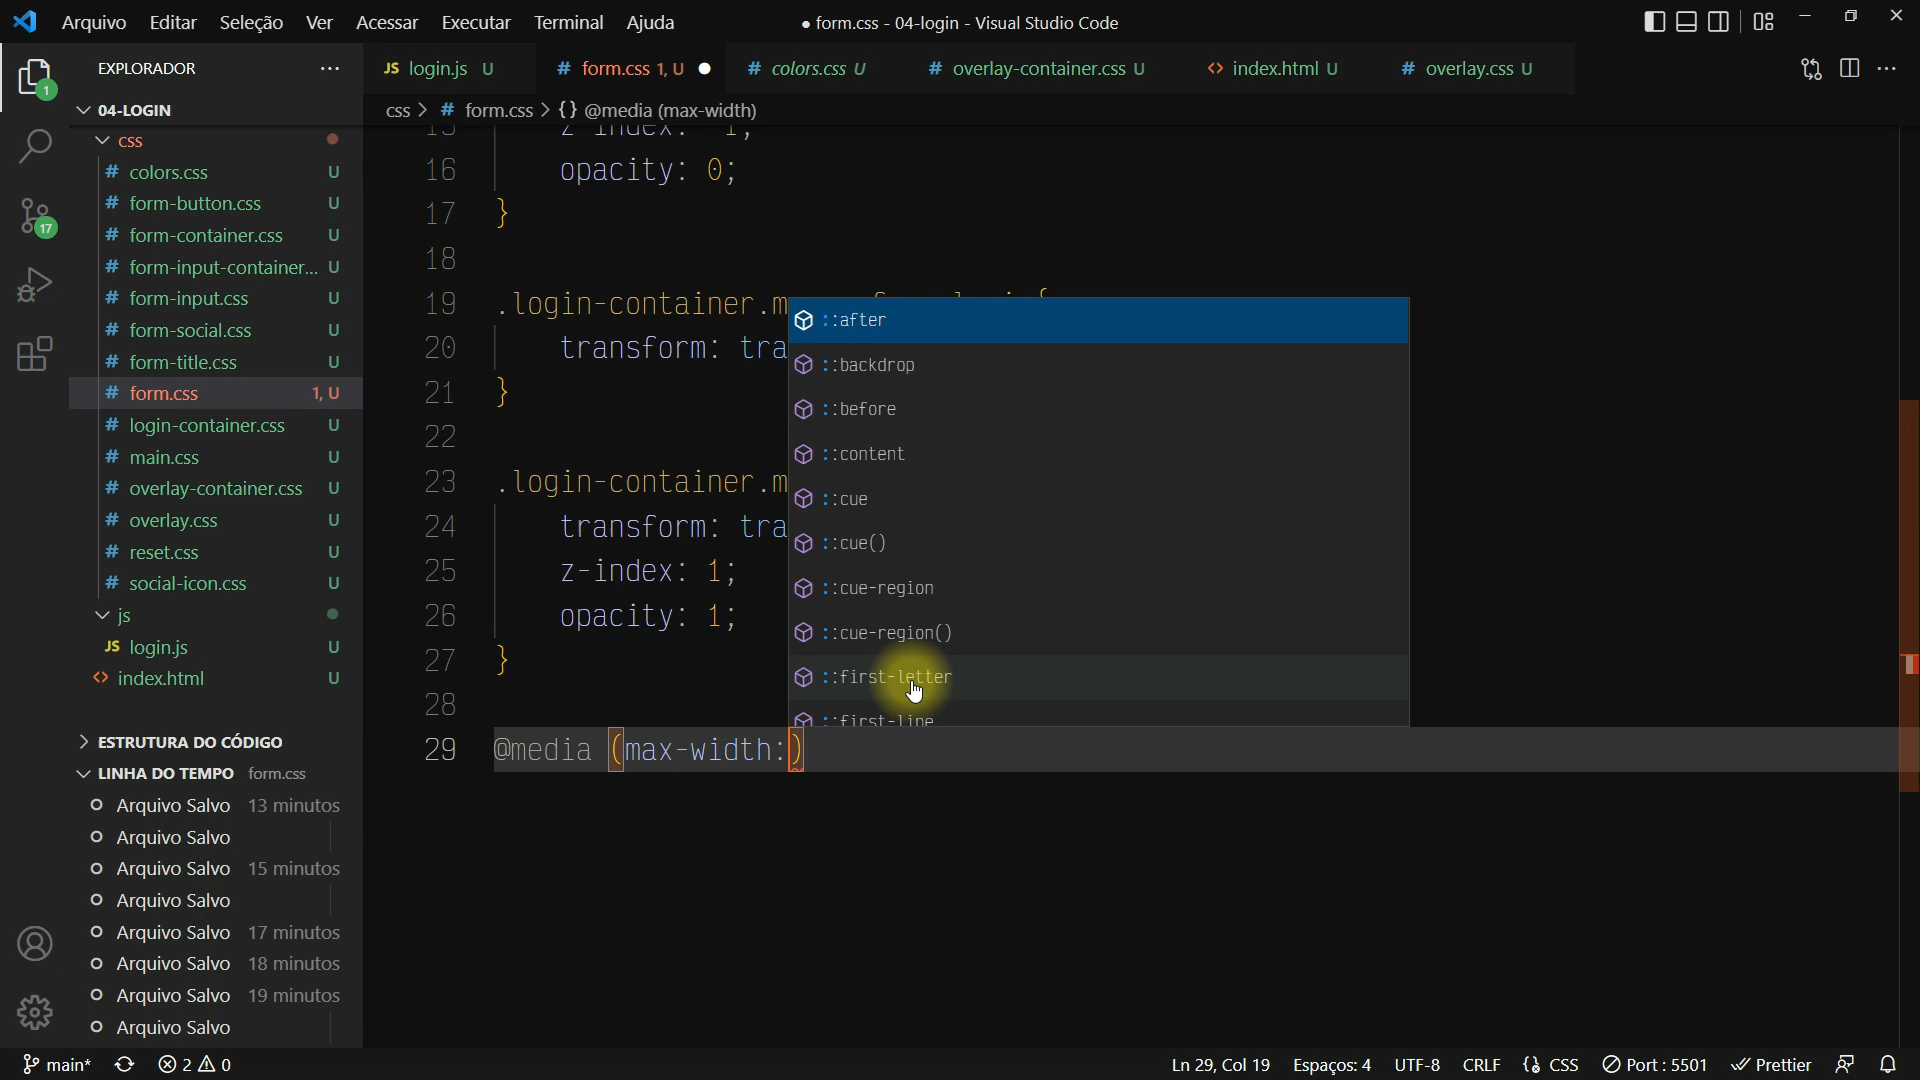 Arquivo Editar Seleção Ver Acessar Executar Terminal Ajuda
● form.css - 04-login - Visual Studio Code
EXPLORADOR ···
JS login.js U
# form.css 1, U ●
# colors.css U
# overlay-container.css U
<> index.html U
# overlay.css U
04-LOGIN
css > # form.css > {} @media (max-width)
css
# colors.css U
# form-button.css U
# form-container.css U
# form-input-container... U
# form-input.css U
# form-social.css U
# form-title.css U
# form.css 1, U
# login-container.css U
# main.css U
# overlay-container.css U
# overlay.css U
# reset.css U
# social-icon.css U
js
JS login.js U
<> index.html U
ESTRUTURA DO CÓDIGO
LINHA DO TEMPO form.css
Arquivo Salvo 13 minutos
Arquivo Salvo
Arquivo Salvo 15 minutos
Arquivo Salvo
Arquivo Salvo 17 minutos
Arquivo Salvo 18 minutos
Arquivo Salvo 19 minutos
Arquivo Salvo
1
17
15 z-index: 1;
16 opacity: 0;
17 }
18
19 .login-container.m
20 transform: tra
21 }
22
23 .login-container.m
24 transform: tra
25 z-index: 1;
26 opacity: 1;
27 }
28
29 @media (max-width:)
::after
::backdrop
::before
::content
::cue
::cue()
::cue-region
::cue-region()
::first-letter
::first-line
main* 2 0
Ln 29, Col 19 Espaços: 4 UTF-8 CRLF {} CSS Port : 5501 Prettier